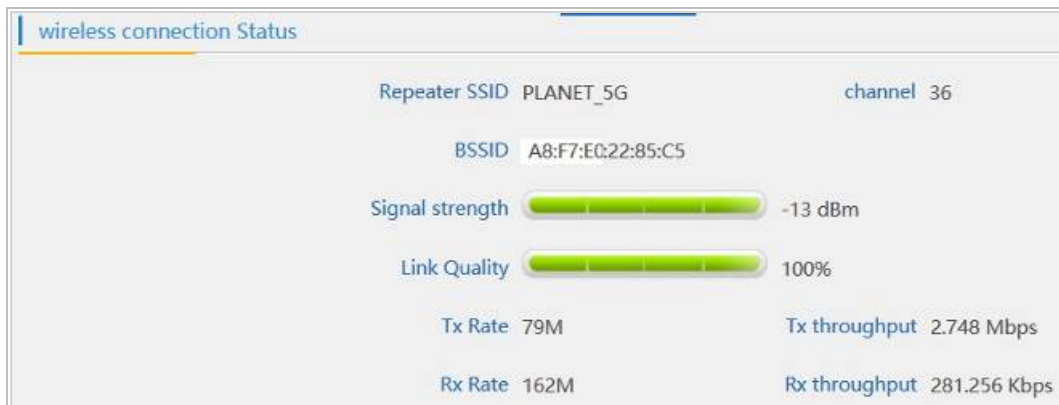 wireless connection Status
Repeater SSID PLANET_5G channel 36
BSSID A8:F7:E0:22:85:C5
Signal strength -13 dBm
Link Quality 100%
Tx Rate 79M Tx throughput 2.748 Mbps
Rx Rate 162M Rx throughput 281.256 Kbps